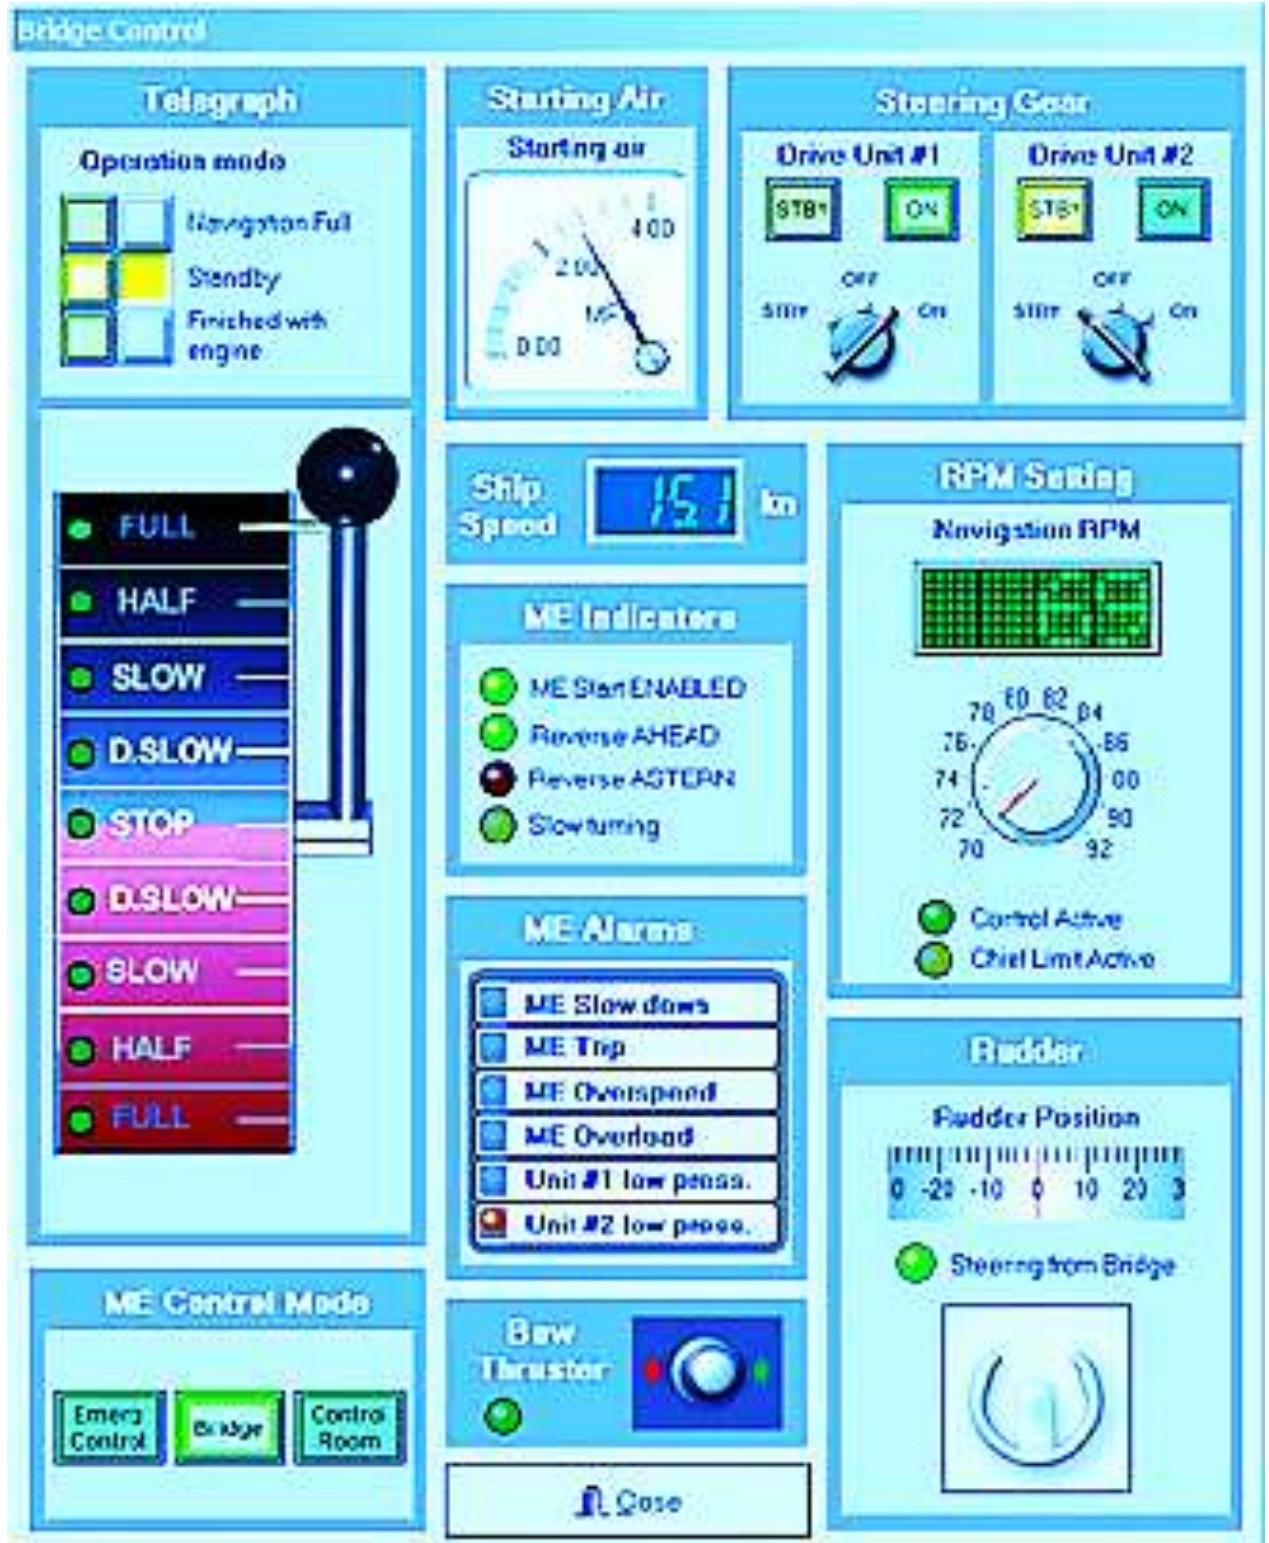 Bridge Control
Telegraph
Operation mode
Navigation Full
Standby
Finished with
engine
FULL
HALF
SLOW
D.SLOW
STOP
D.SLOW
SLOW
HALF
FULL
ME Control Mode
Emerg
Control
Bridge
Control
Room
Starting Air
Starting air
0.00
2.00
4.00
Steering Gear
Drive Unit #1
STBY
ON
STBY
OFF
ON
Drive Unit #2
STBY
ON
STBY
OFF
ON
Ship
Speed
15.1
kn
ME Indicators
ME Start ENABLED
Reverse AHEAD
Reverse ASTERN
Slow turning
ME Alarms
ME Slow down
ME Trip
ME Overspeed
ME Overload
Unit #1 low press.
Unit #2 low press.
Bow
Thruster
Close
RPM Setting
Navigation RPM
70 72 74 76 78 80 82 84 86 88 90 92
Control Active
Chief Limit Active
Rudder
Rudder Position
0 -20 -10 0 10 20 3
Steering from Bridge